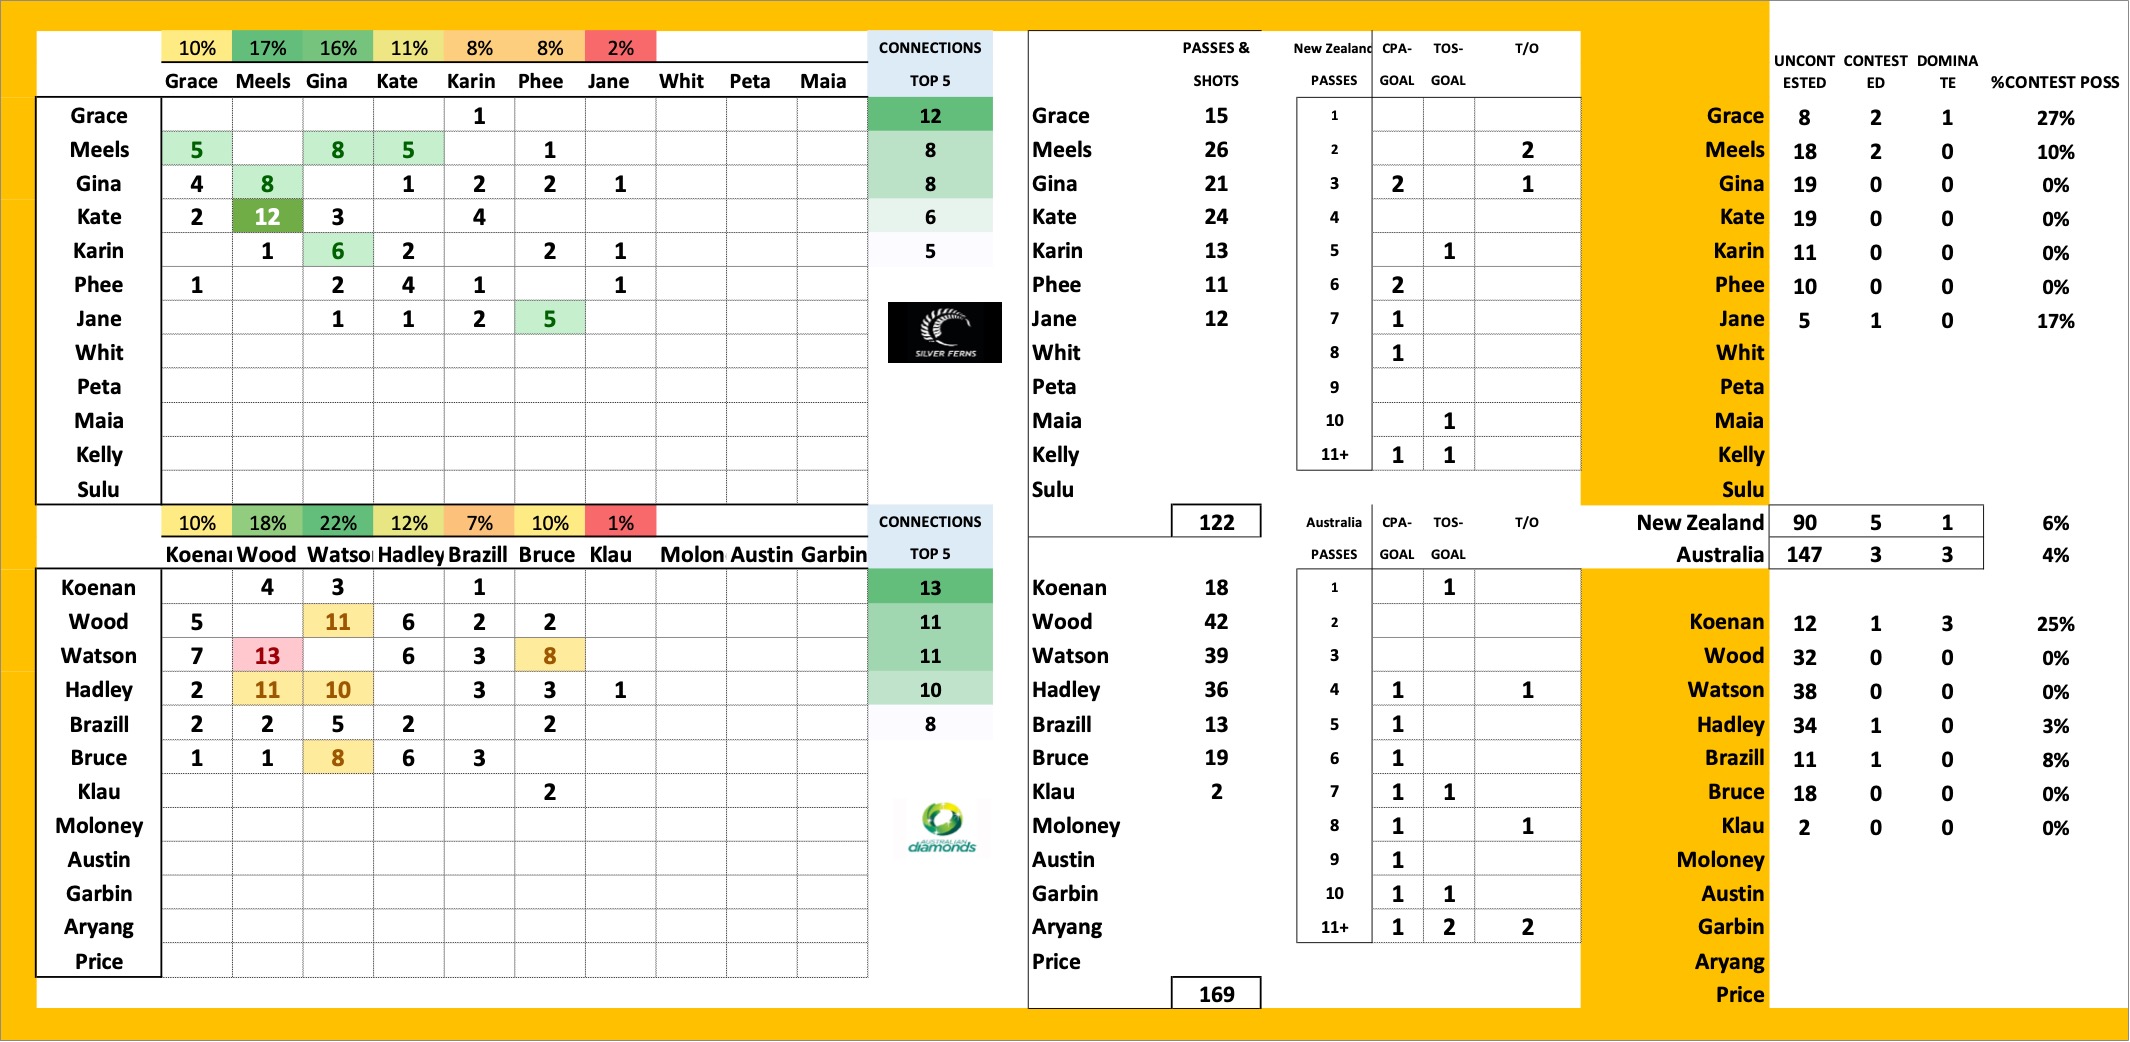 10% 17% 16% 11% 8% 8% 2% CONNECTIONS PASSES & New Zealand CPA- TOS- T/O
UNCONT CONTEST DOMINA
Grace Meels Gina Kate Karin Phee Jane Whit Peta Maia TOP 5 SHOTS PASSES GOAL GOAL ESTED ED TE %CONTEST POSS
Grace 1 12 Grace 15 1 Grace 8 2 1 27%
Meels 5 8 5 1 8 Meels 26 2 2 Meels 18 2 0 10%
Gina 4 8 1 2 2 1 8 Gina 21 3 2 1 Gina 19 0 0 0%
Kate 2 12 3 4 6 Kate 24 4 Kate 19 0 0 0%
Karin 1 6 2 2 1 5 Karin 13 5 1 Karin 11 0 0 0%
Phee 1 2 4 1 1 Phee 11 6 2 Phee 10 0 0 0%
Jane 1 1 2 5 Jane 12 7 1 Jane 5 1 0 17%
SILVER FERNS
Whit Whit 8 1 Whit
Peta Peta 9 Peta
Maia Maia 10 1 Maia
Kelly Kelly 11+ 1 1 Kelly
Sulu Sulu Sulu
10% 18% 22% 12% 7% 10% 1% CONNECTIONS 122 Australia CPA- TOS- T/O New Zealand 90 5 1 6%
Koenar Wood Watso Hadley Brazill Bruce Klau Molon Austin Garbin TOP 5 PASSES GOAL GOAL Australia 147 3 3 4%
Koenan 4 3 1 13 Koenan 18 1 1
Wood 5 11 6 2 2 11 Wood 42 2 Koenan 12 1 3 25%
Watson 7 13 6 3 8 11 Watson 39 3 Wood 32 0 0 0%
Hadley 2 11 10 3 3 1 10 Hadley 36 4 1 1 Watson 38 0 0 0%
Brazill 2 2 5 2 2 8 Brazill 13 5 1 Hadley 34 1 0 3%
Bruce 1 1 8 6 3 Bruce 19 6 1 Brazill 11 1 0 8%
Klau 2 Klau 2 7 1 1 Bruce 18 0 0 0%
Moloney Moloney 8 1 1 Klau 2 0 0 0%
AUSTRALIAN
diamonds
Austin Austin 9 1 Moloney
Garbin Garbin 10 1 1 Austin
Aryang Aryang 11+ 1 2 2 Garbin
Price Price Aryang
169 Price